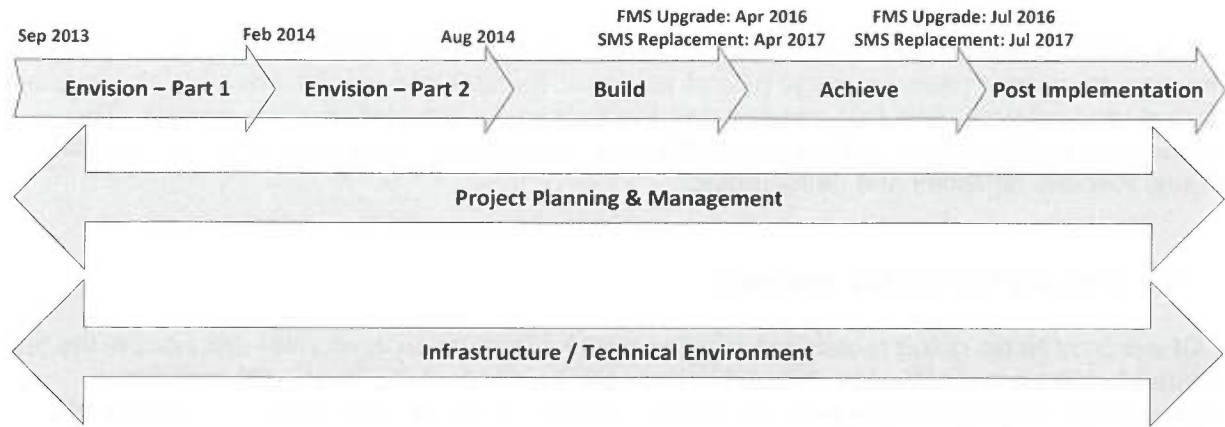 Sep 2013
Feb 2014
Aug 2014
FMS Upgrade: Apr 2016
SMS Replacement: Apr 2017
FMS Upgrade: Jul 2016
SMS Replacement: Jul 2017
Envision – Part 1
Envision – Part 2
Build
Achieve
Post Implementation
Project Planning & Management
Infrastructure / Technical Environment